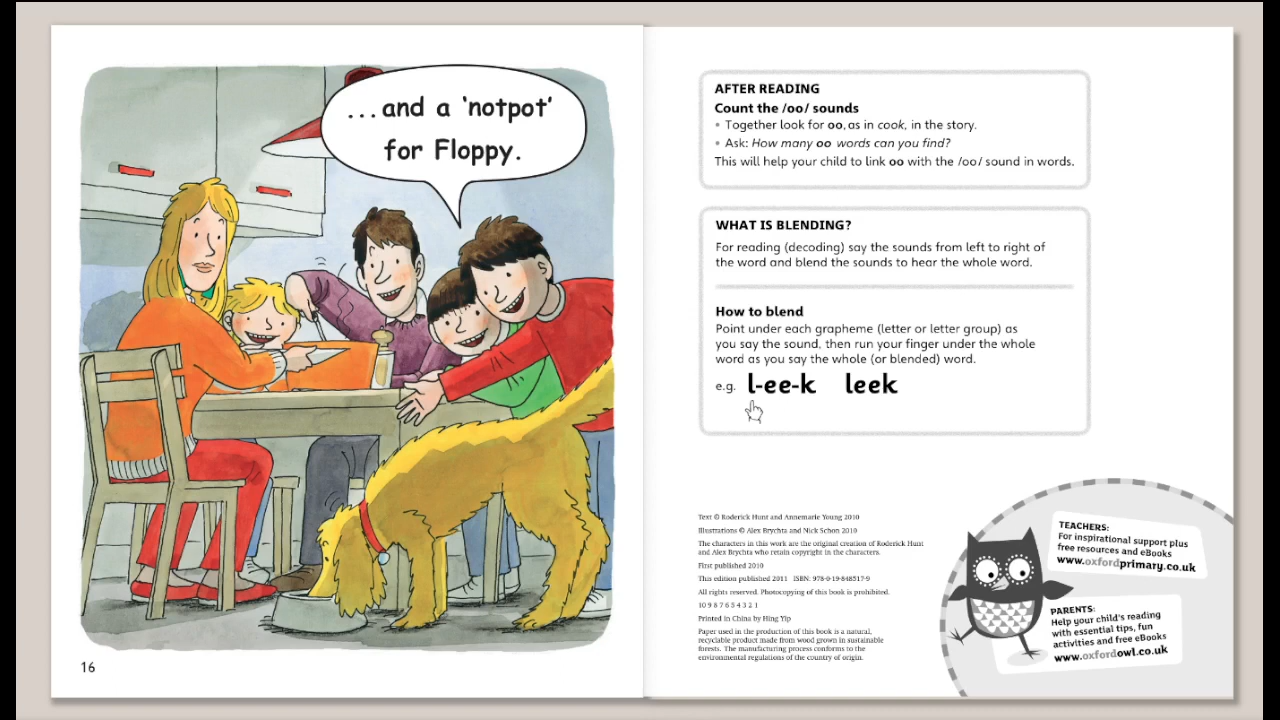 ...and a ‘notpot’
for Floppy.
16
AFTER READING
Count the /oo/ sounds
• Together look for oo, as in cook, in the story.
• Ask: How many oo words can you find?
This will help your child to link oo with the /oo/ sound in words.
WHAT IS BLENDING?
For reading (decoding) say the sounds from left to right of
the word and blend the sounds to hear the whole word.
How to blend
Point under each grapheme (letter or letter group) as
you say the sound, then run your finger under the whole
word as you say the whole (or blended) word.
e.g. l-ee-k leek
Text © Roderick Hunt and Annemarie Young 2010
Illustrations © Alex Brychta and Nick Schon 2010
The characters in this work are the original creation of Roderick Hunt
and Alex Brychta who retain copyright in the characters.
First published 2010
This edition published 2011 ISBN: 978-0-19-848517-9
All rights reserved. Photocopying of this book is prohibited.
10 9 8 7 6 5 4 3 2 1
Printed in China by Hing Yip
Paper used in the production of this book is a natural,
recyclable product made from wood grown in sustainable
forests. The manufacturing process conforms to the
environmental regulations of the country of origin.
TEACHERS:
For inspirational support plus
free resources and eBooks
www.oxfordprimary.co.uk
PARENTS:
Help your child's reading
with essential tips, fun
activities and free eBooks
www.oxfordowl.co.uk